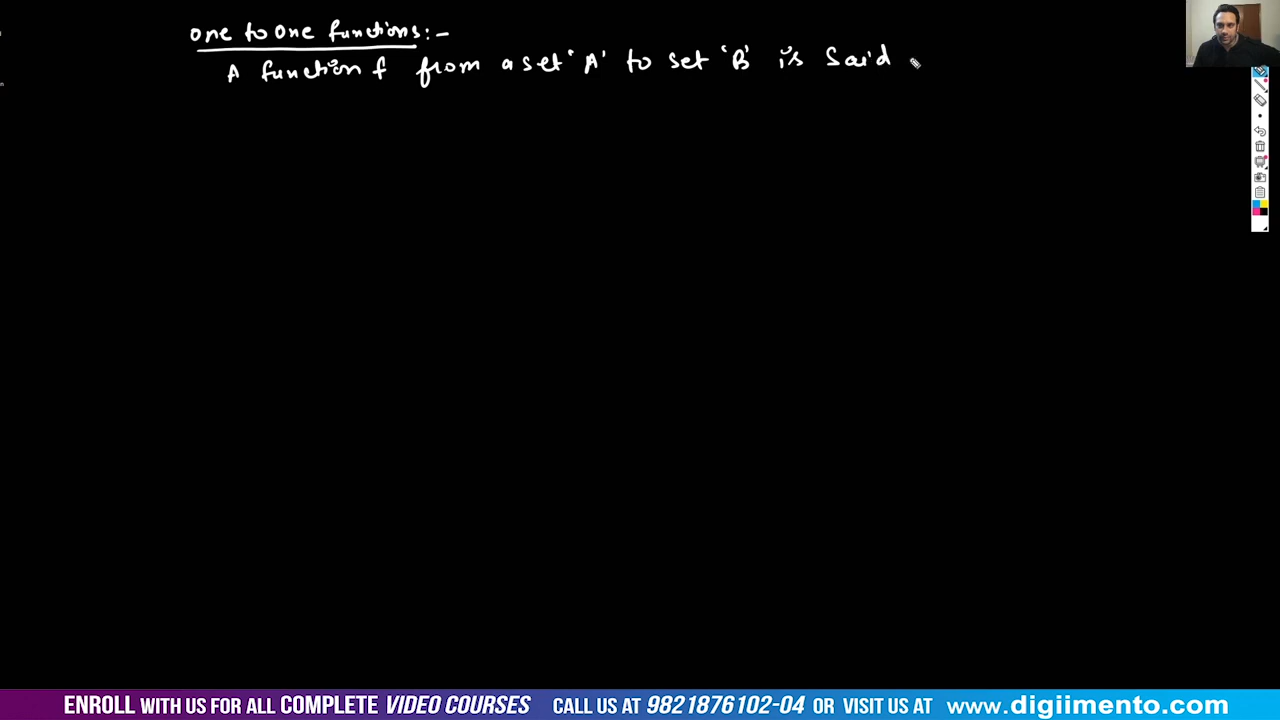 one to one functions:-
A function f from a set 'A' to set 'B' is said
ENROLL WITH US FOR ALL COMPLETE VIDEO COURSES CALL US AT 9821876102-04 OR VISIT US AT www.digiimento.com